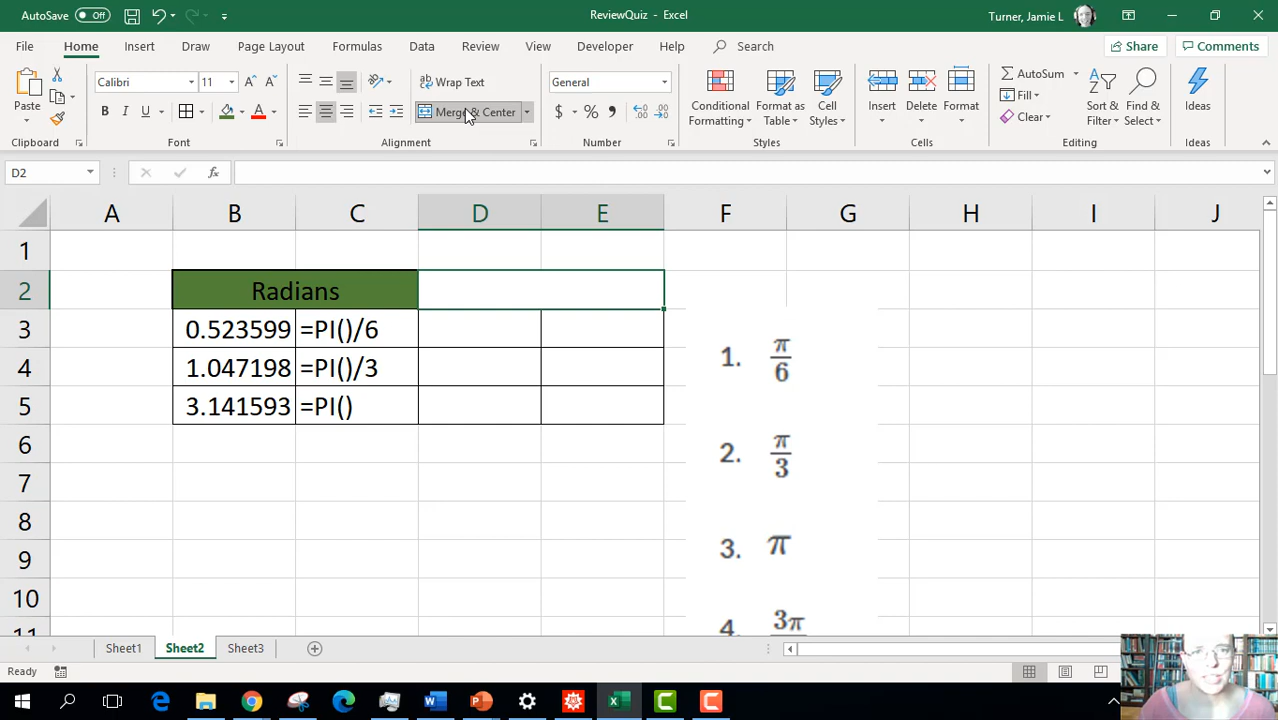 AutoSave Off ReviewQuiz - Excel Turner, Jamie L
File Home Insert Draw Page Layout Formulas Data Review View Developer Help Search Share Comments
Paste Calibri 11 A A Wrap Text General Conditional Formatting Format as Table Cell Styles Insert Delete Format AutoSum Fill Clear Sort & Filter Find & Select Ideas
B I U A Merge & Center $ % ,
Clipboard Font Alignment Number Styles Cells Editing Ideas
D2 fx
A B C D E F G H I J
1
2 Radians
3 0.523599 =PI()/6
4 1.047198 =PI()/3
5 3.141593 =PI()
6
7
8
9
10
11
1. π/6
2. π/3
3. π
4. 3π
Sheet1 Sheet2 Sheet3
Ready